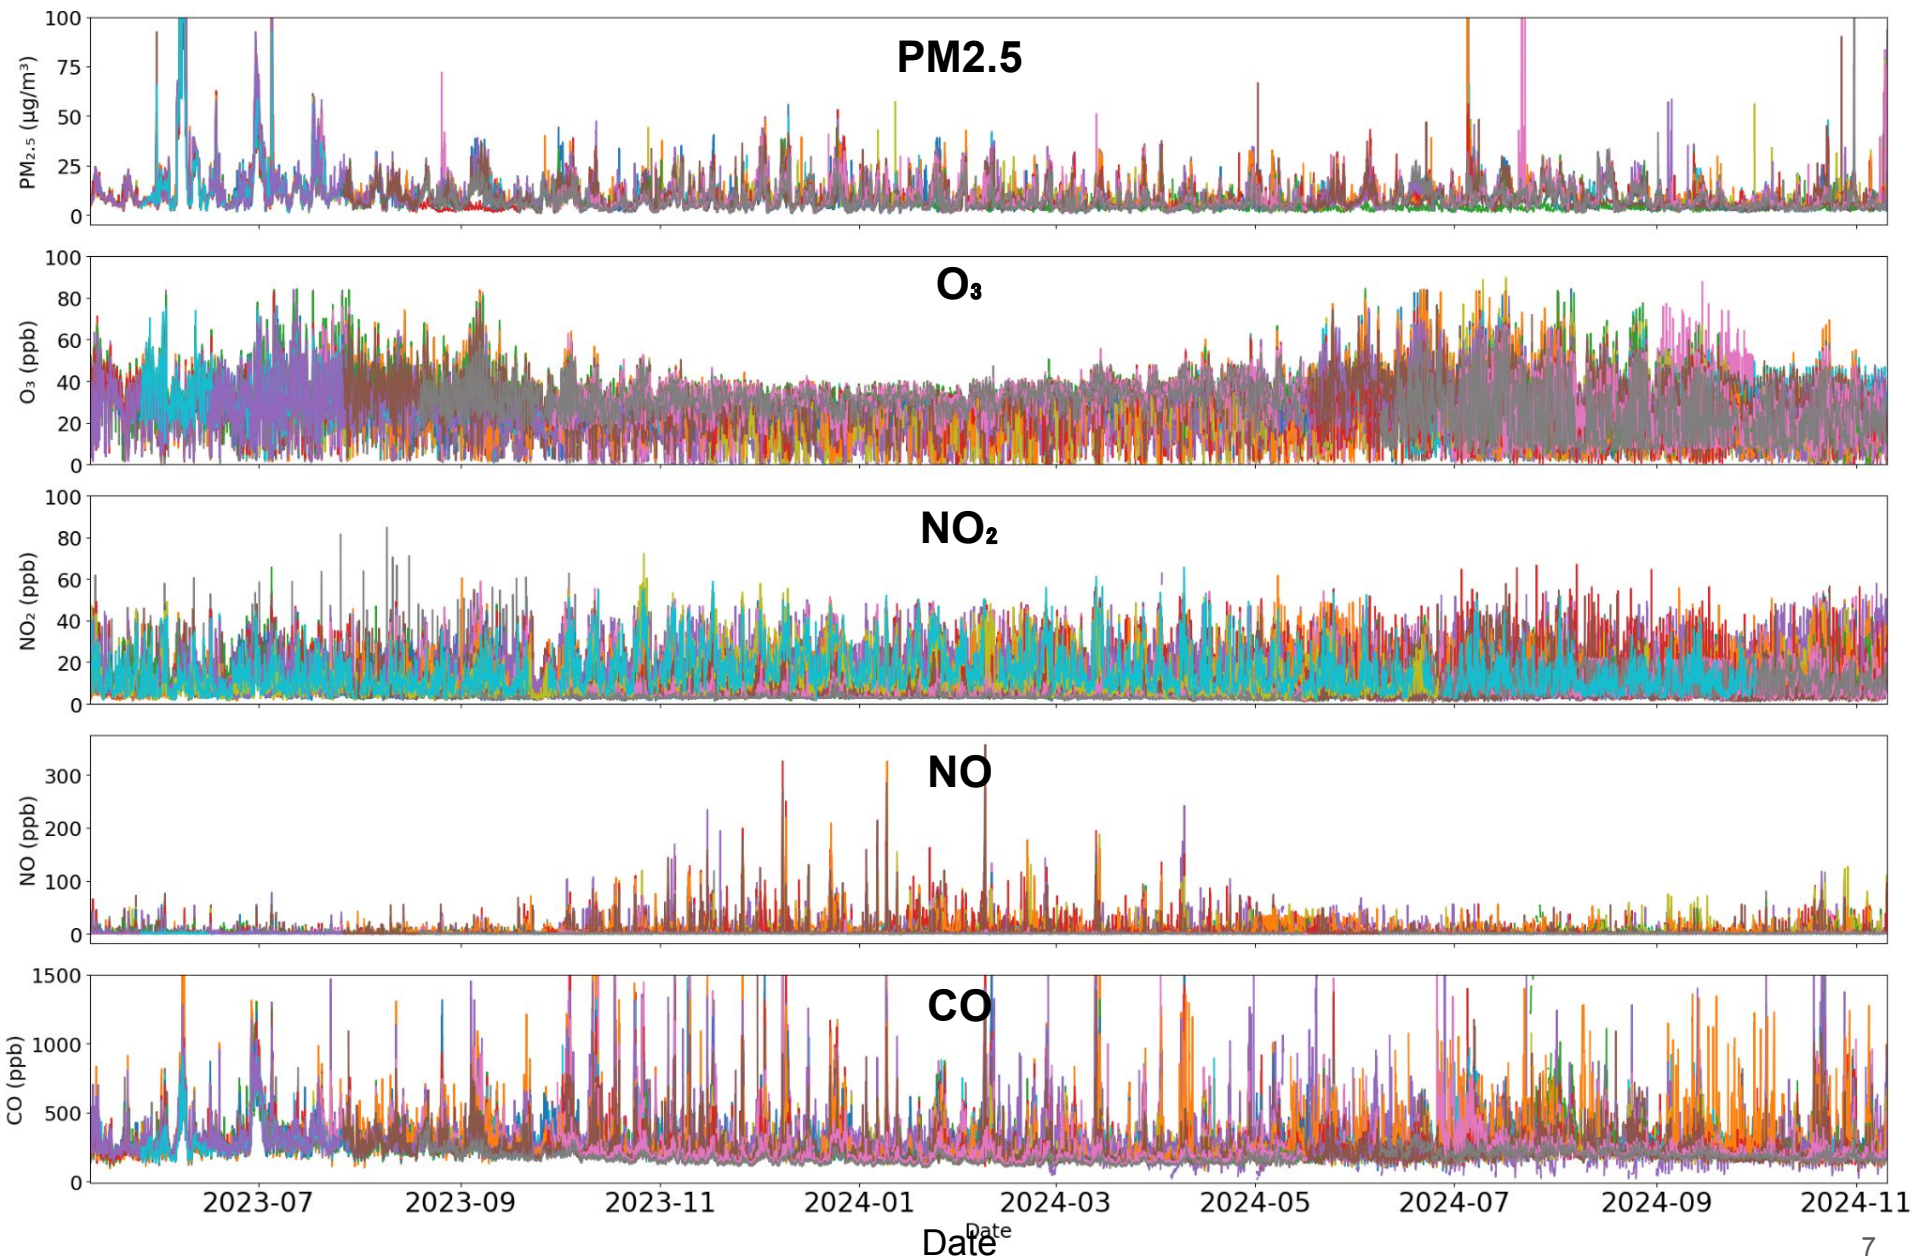 PM2.5
PM₂.₅ (µg/m³)
100
75
50
25
0
O₃
O₃ (ppb)
100
80
60
40
20
0
NO₂
NO₂ (ppb)
100
80
60
40
20
0
NO
NO (ppb)
300
200
100
0
CO
CO (ppb)
1500
1000
500
0
2023-07 2023-09 2023-11 2024-01 2024-03 2024-05 2024-07 2024-09 2024-11
Date
Date
7